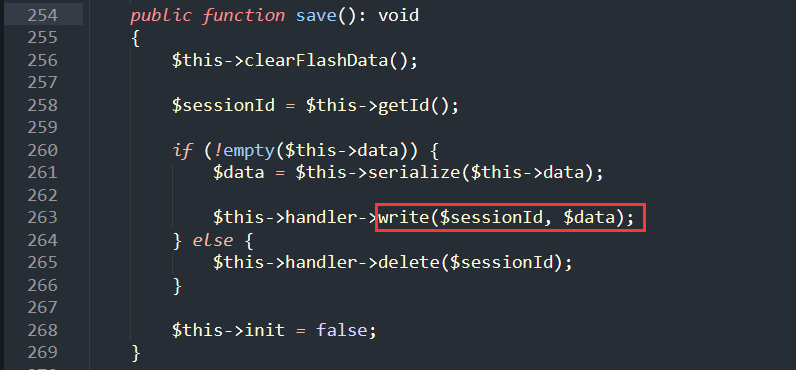 254 public function save(): void
255 {
256 $this->clearFlashData();
257
258 $sessionId = $this->getId();
259
260 if (!empty($this->data)) {
261 $data = $this->serialize($this->data);
262
263 $this->handler->write($sessionId, $data);
264 } else {
265 $this->handler->delete($sessionId);
266 }
267
268 $this->init = false;
269 }